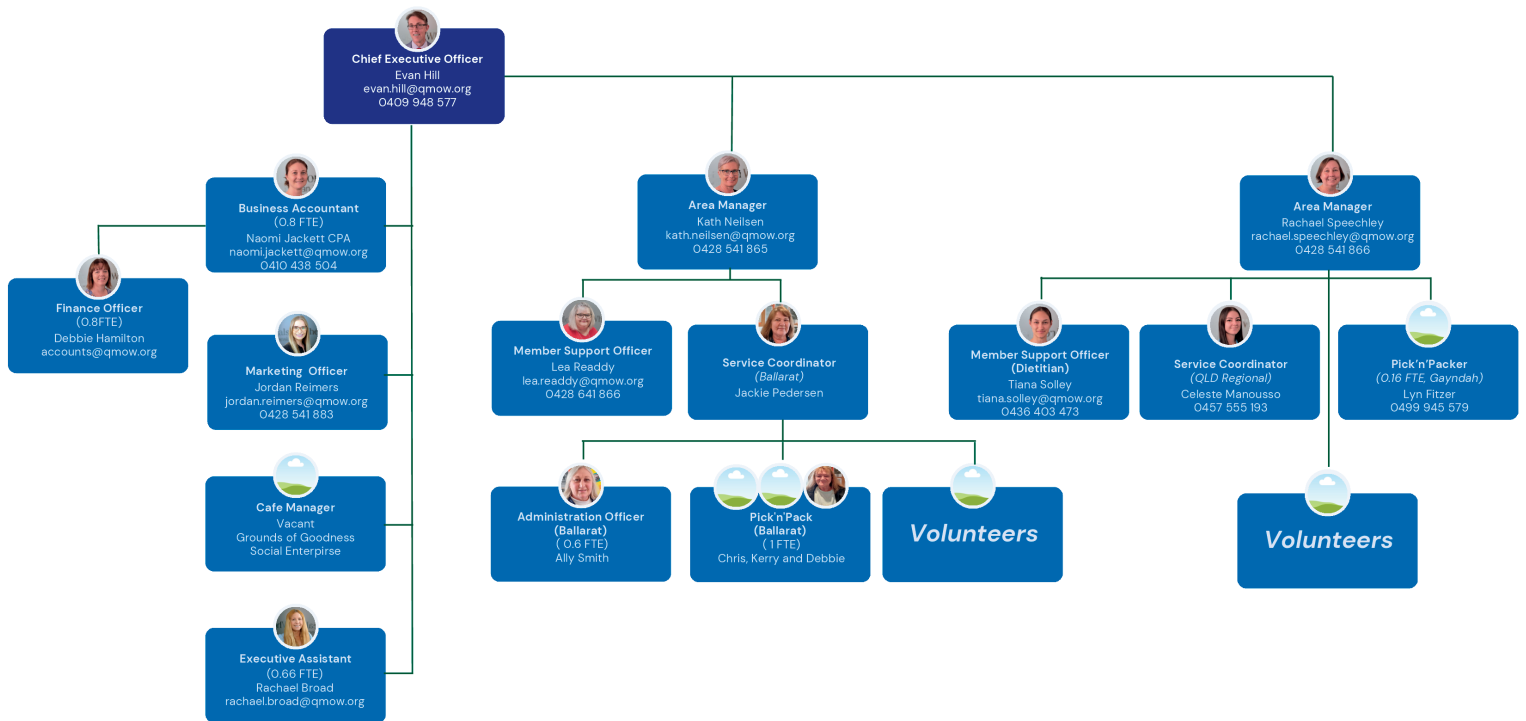 Chief Executive Officer
Evan Hill
evan.hill@qmow.org
0409 948 577
Business Accountant
(0.8 FTE)
Naomi Jackett CPA
naomi.jackett@qmow.org
0410 438 504
Finance Officer
(0.8FTE)
Debbie Hamilton
accounts@qmow.org
Marketing Officer
Jordan Reimers
jordan.reimers@qmow.org
0428 541 883
Cafe Manager
Vacant
Grounds of Goodness
Social Enterpirse
Executive Assistant
(0.66 FTE)
Rachael Broad
rachael.broad@qmow.org
Area Manager
Kath Neilsen
kath.neilsen@qmow.org
0428 541 865
Member Support Officer
Lea Readdy
lea.readdy@qmow.org
0428 641 866
Service Coordinator
(Ballarat)
Jackie Pedersen
Administration Officer
(Ballarat)
( 0.6 FTE)
Ally Smith
Pick'n'Pack
(Ballarat)
( 1 FTE)
Chris, Kerry and Debbie
Volunteers
Area Manager
Rachael Speechley
rachael.speechley@qmow.org
0428 541 866
Member Support Officer
(Dietitian)
Tiana Solley
tiana.solley@qmow.org
0436 403 473
Service Coordinator
(QLD Regional)
Celeste Manousso
0457 555 193
Pick’n’Packer
(0.16 FTE, Gayndah)
Lyn Fitzer
0499 945 579
Volunteers